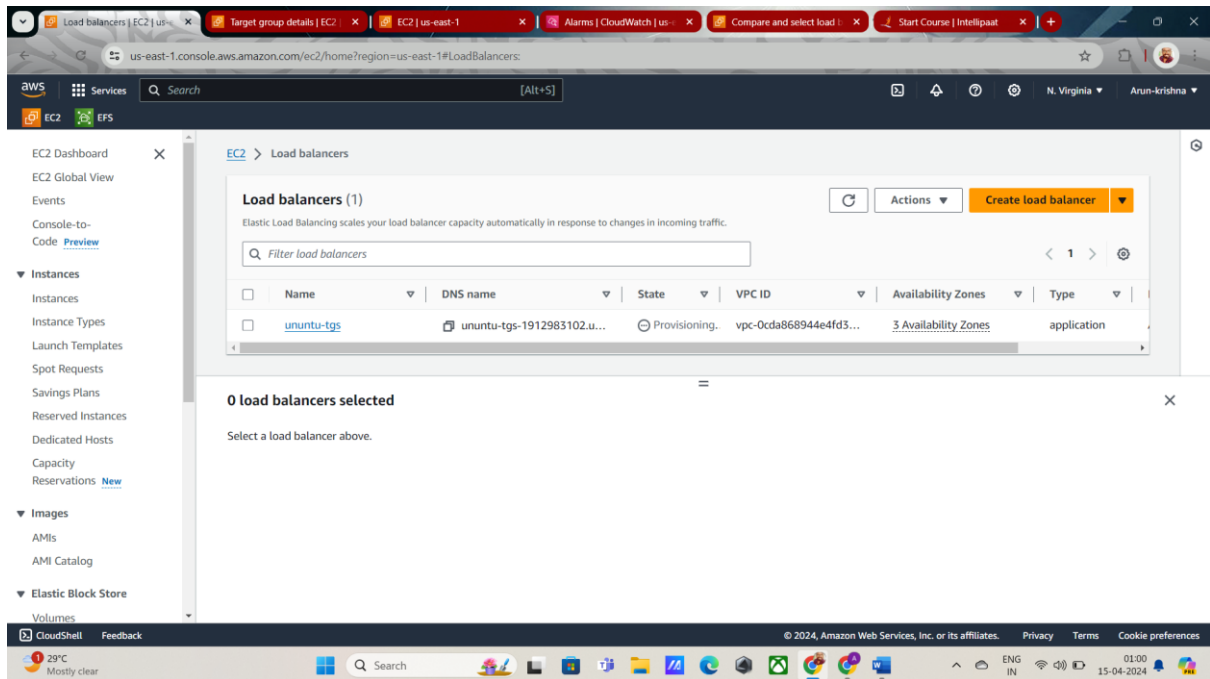 Load balancers | EC2 | us-e
Target group details | EC2 |
EC2 | us-east-1
Alarms | CloudWatch | us-e
Compare and select load b
Start Course | Intellipaat
us-east-1.console.aws.amazon.com/ec2/home?region=us-east-1#LoadBalancers:
aws
Services
Search
[Alt+S]
N. Virginia
Arun-krishna
EC2
EFS
EC2 Dashboard
EC2 Global View
Events
Console-to-
Code Preview
Instances
Instances
Instance Types
Launch Templates
Spot Requests
Savings Plans
Reserved Instances
Dedicated Hosts
Capacity
Reservations New
Images
AMIs
AMI Catalog
Elastic Block Store
Volumes
EC2 > Load balancers
Load balancers (1)
Actions
Create load balancer
Elastic Load Balancing scales your load balancer capacity automatically in response to changes in incoming traffic.
Filter load balancers
1
Name
DNS name
State
VPC ID
Availability Zones
Type
ununtu-tgs
ununtu-tgs-1912983102.u...
Provisioning.
vpc-0cda868944e4fd3...
3 Availability Zones
application
0 load balancers selected
Select a load balancer above.
CloudShell
Feedback
© 2024, Amazon Web Services, Inc. or its affiliates.
Privacy
Terms
Cookie preferences
1
29°C
Mostly clear
Search
ENG
IN
01:00
15-04-2024